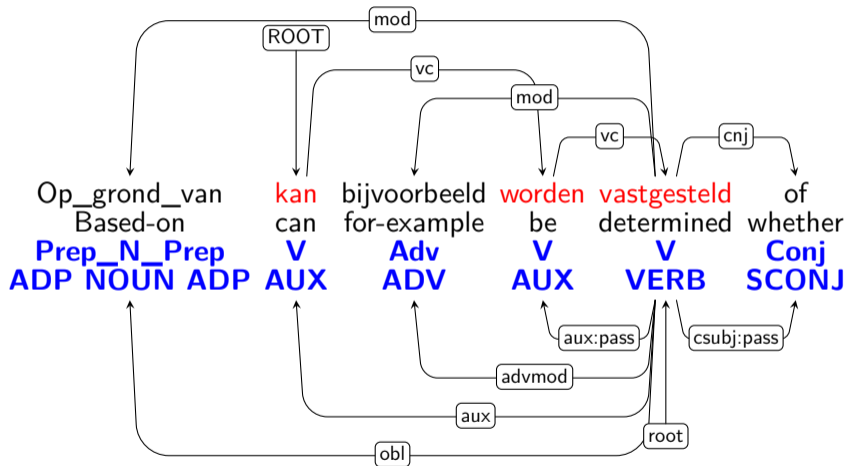 mod
ROOT
vc
mod
vc cnj
Op_grond_van kan bijvoorbeeld worden vastgesteld of
Based-on can for-example be determined whether
Prep_N_Prep V Adv V V Conj
ADP NOUN ADP AUX ADV AUX VERB SCONJ
aux:pass csubj:pass
advmod
aux
root
obl